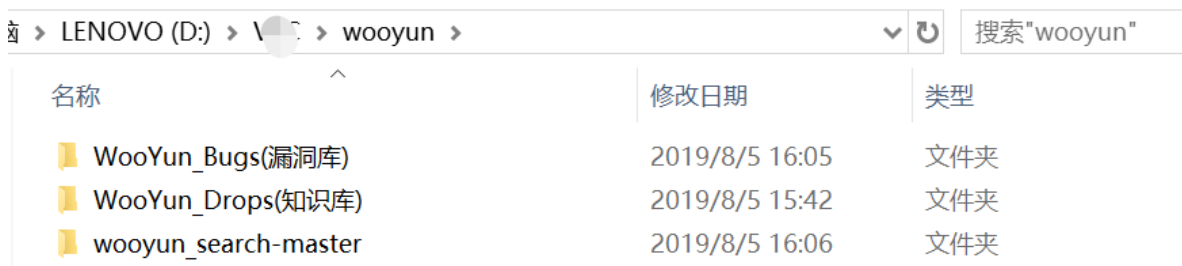 LENOVO (D:) > > wooyun > 搜索"wooyun"
名称 修改日期 类型
WooYun_Bugs(漏洞库) 2019/8/5 16:05 文件夹
WooYun_Drops(知识库) 2019/8/5 15:42 文件夹
wooyun_search-master 2019/8/5 16:06 文件夹